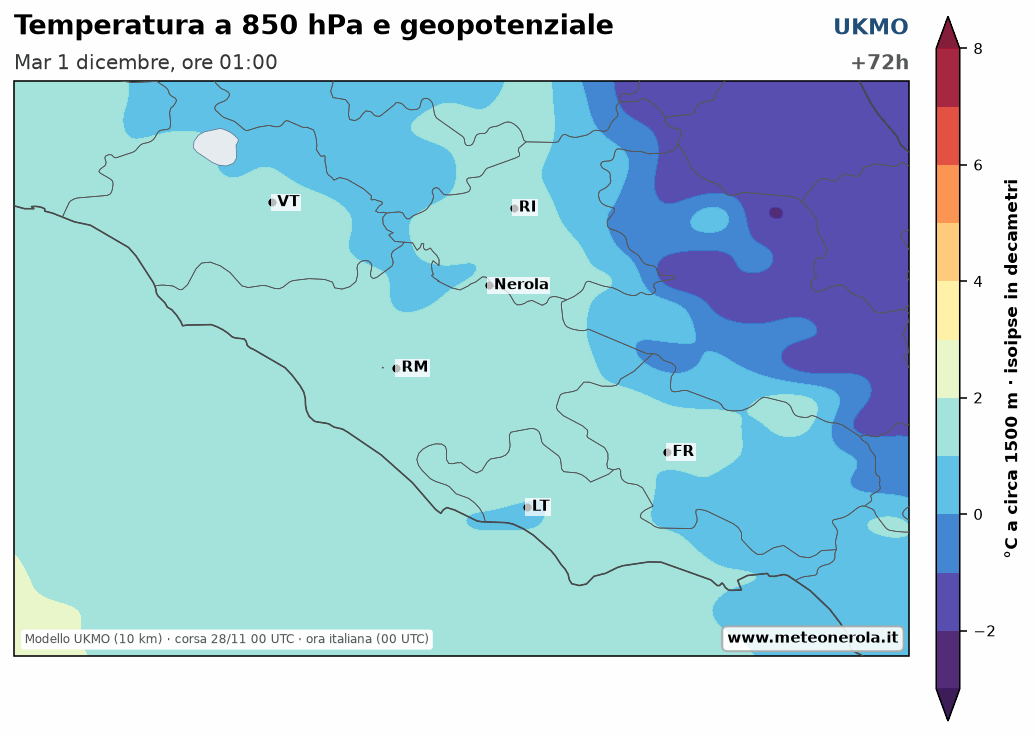 Temperatura a 850 hPa e geopotenziale
UKMO
Mar 1 dicembre, ore 01:00
+72h
8
6
4
2
0
−2
°C a circa 1500 m · isoipse in decametri
VT
RI
Nerola
RM
FR
LT
Modello UKMO (10 km) · corsa 28/11 00 UTC · ora italiana (00 UTC)
www.meteonerola.it